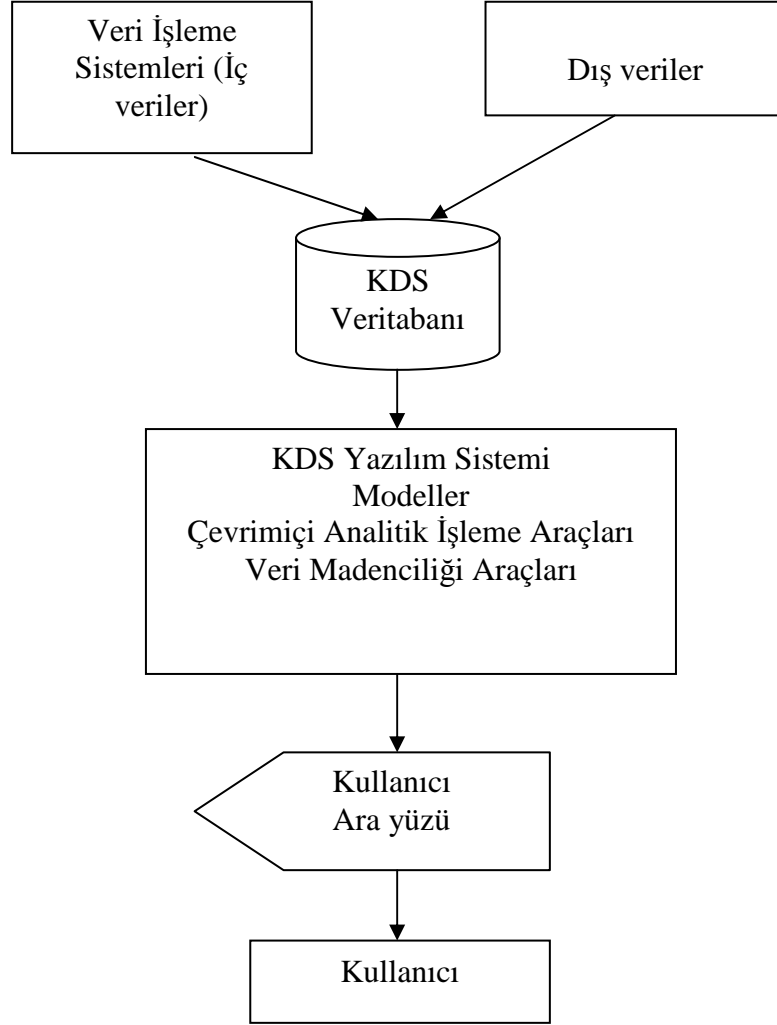 Veri İşleme
Sistemleri (İç
veriler)
Dış veriler
KDS
Veritabanı
KDS Yazılım Sistemi
Modeller
Çevrimiçi Analitik İşleme Araçları
Veri Madenciliği Araçları
Kullanıcı
Ara yüzü
Kullanıcı